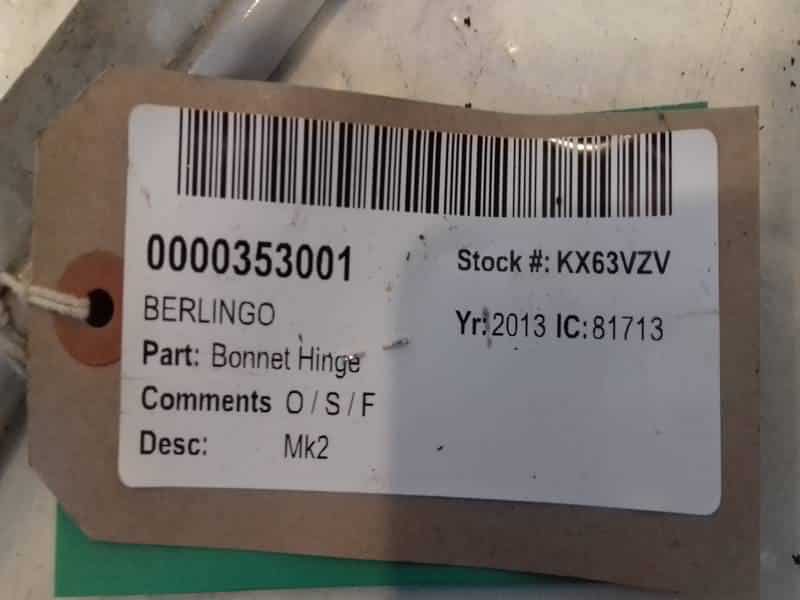 0000353001
Stock #: KX63VZV
BERLINGO
Yr: 2013 IC: 81713
Part: Bonnet Hinge
Comments O / S / F
Desc: Mk2